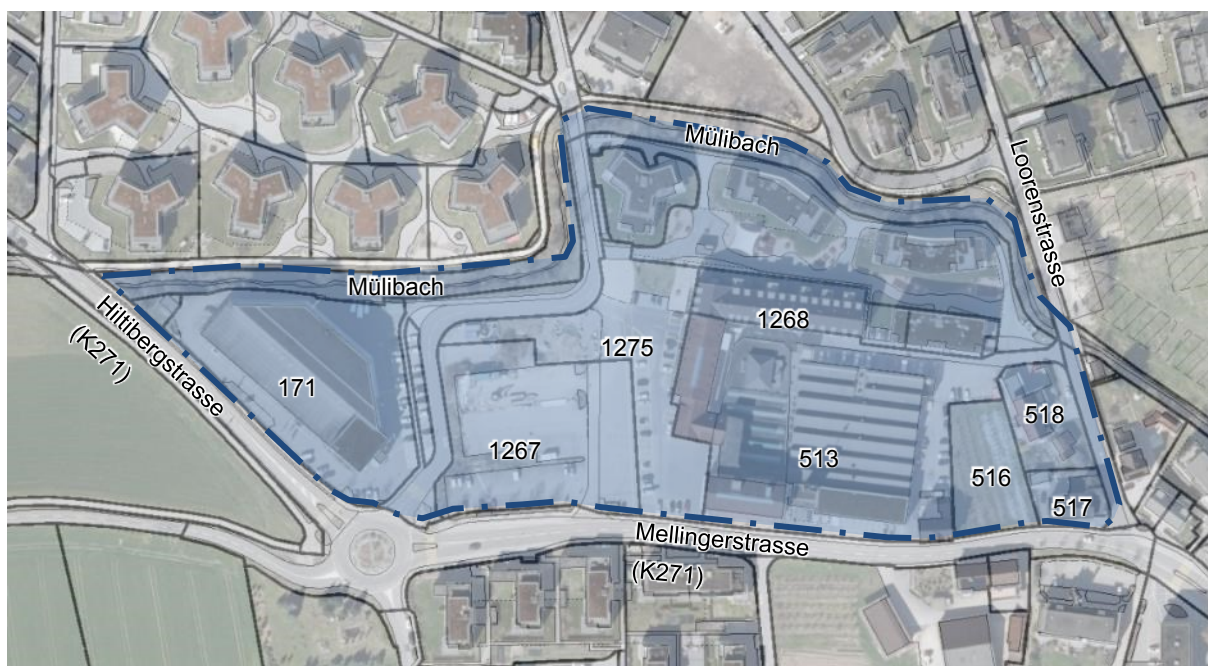 Mülibach
Loorenstrasse
Mülibach
Hiltibergstrasse
(K271)
1268
1275
171
518
1267
513
516
517
Mellingerstrasse
(K271)